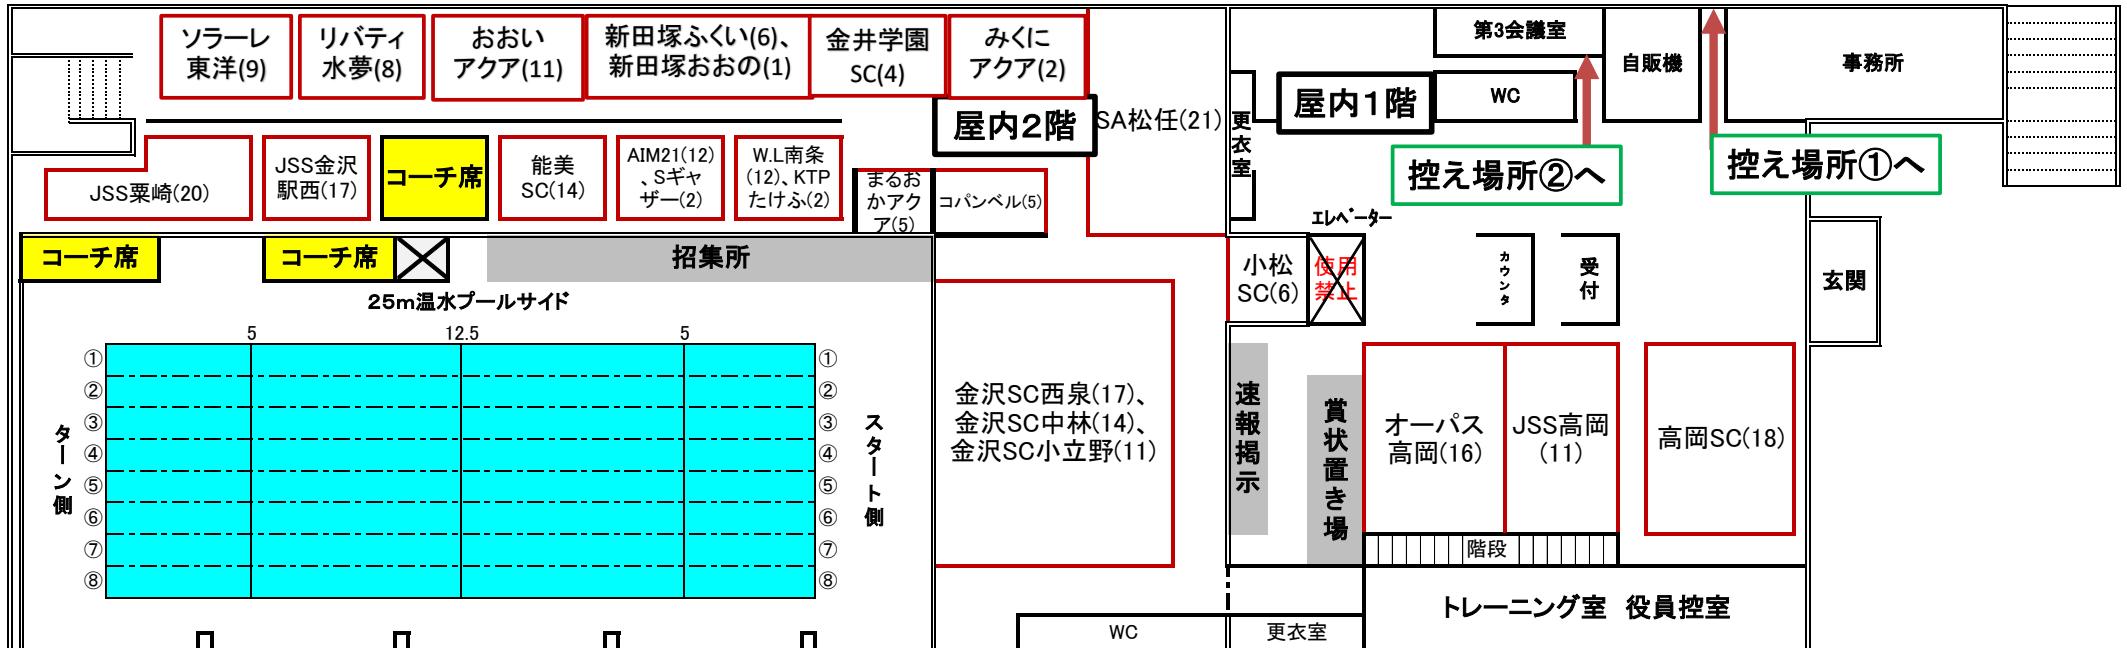 ソラーレ
東洋(9)
リバティ
水夢(8)
おおい
アクア(11)
新田塚ふくい(6)、
新田塚おおの(1)
金井学園
SC(4)
みくに
アクア(2)
第3会議室
自販機
事務所
屋内2階
SA松任(21)
更衣室
屋内1階
WC
控え場所②へ
控え場所①へ
JSS粟崎(20)
JSS金沢
駅西(17)
コーチ席
能美
SC(14)
AIM21(12)
、Sギャ
ザー(2)
W.L南条
(12)、KTP
たけふ(2)
まるお
かアク
ア(5)
コパンベル(5)
エレベーター
コーチ席
コーチ席
招集所
小松
SC(6)
使用
禁止
カウンタ
受付
玄関
25m温水プールサイド
5
12.5
5
①
②
③
④
⑤
⑥
⑦
⑧
①
②
③
④
⑤
⑥
⑦
⑧
ターン側
スタート側
金沢SC西泉(17)、
金沢SC中林(14)、
金沢SC小立野(11)
速報掲示
賞状置き場
オーパス
高岡(16)
JSS高岡
(11)
高岡SC(18)
階段
トレーニング室 役員控室
WC
更衣室